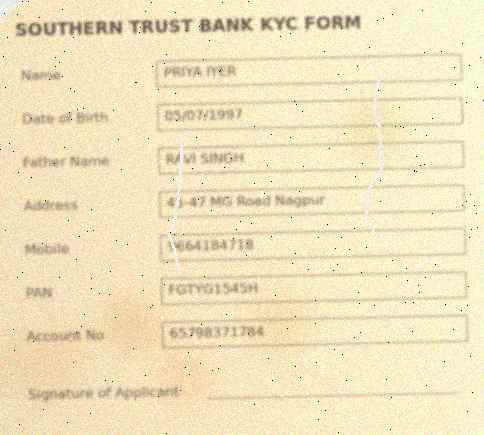 SOUTHERN TRUST BANK KYC FORM
Name PRIYA IYER
Date of Birth 05/07/1997
Father Name RAVI SINGH
Address MG Road Nagpur
Mobile
PAN FGTYG1545H
Account No 65798371784
Signature of Applicant